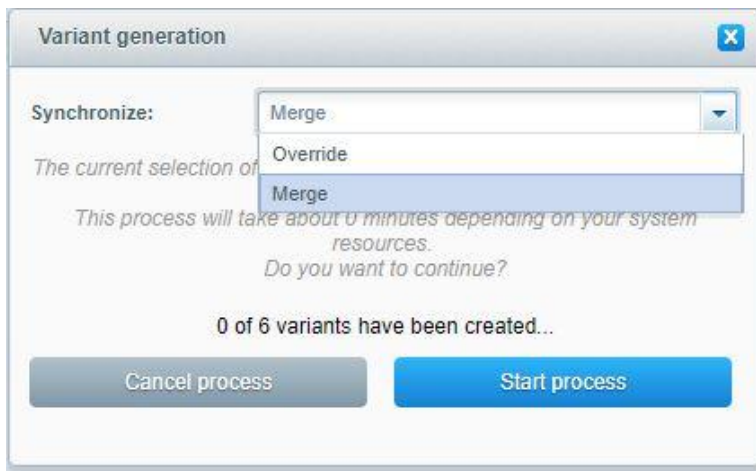 Variant generation
Synchronize: Merge
Override
The current selection of
Merge
This process will take about 0 minutes depending on your system
resources.
Do you want to continue?
0 of 6 variants have been created...
Cancel process Start process